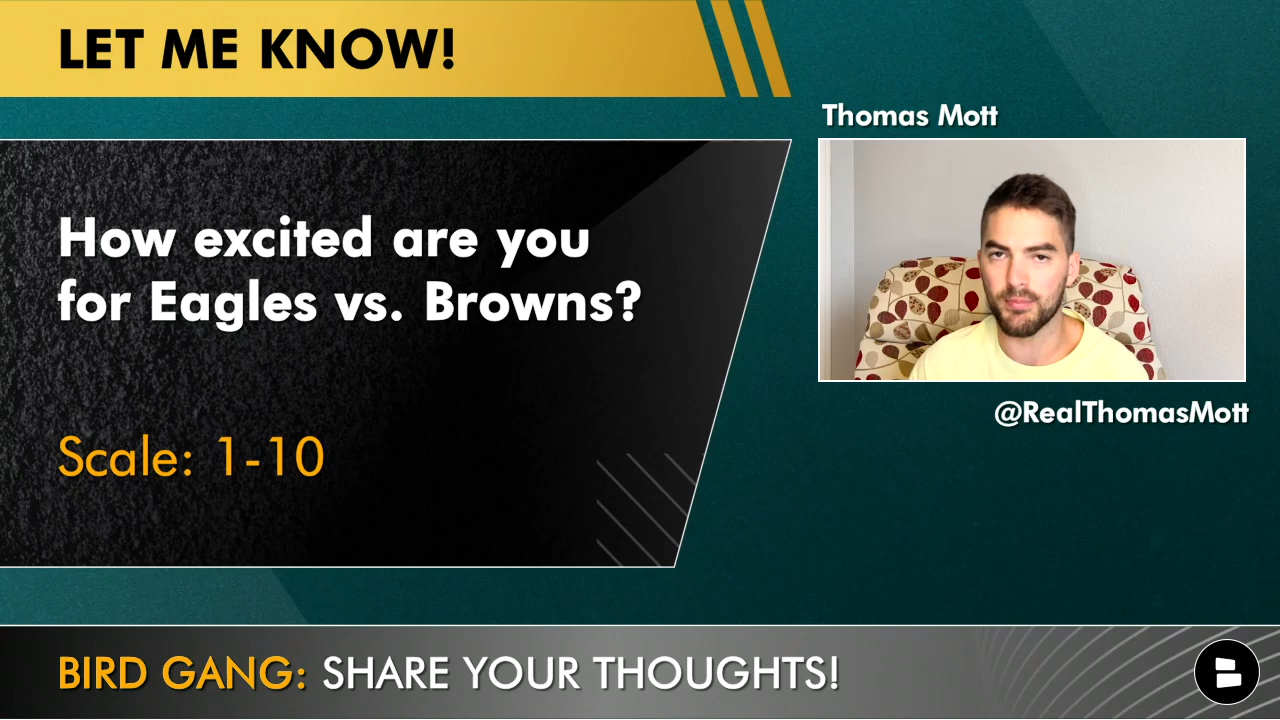 LET ME KNOW!
Thomas Mott
How excited are you
for Eagles vs. Browns?
@RealThomasMott
Scale: 1-10
BIRD GANG: SHARE YOUR THOUGHTS!